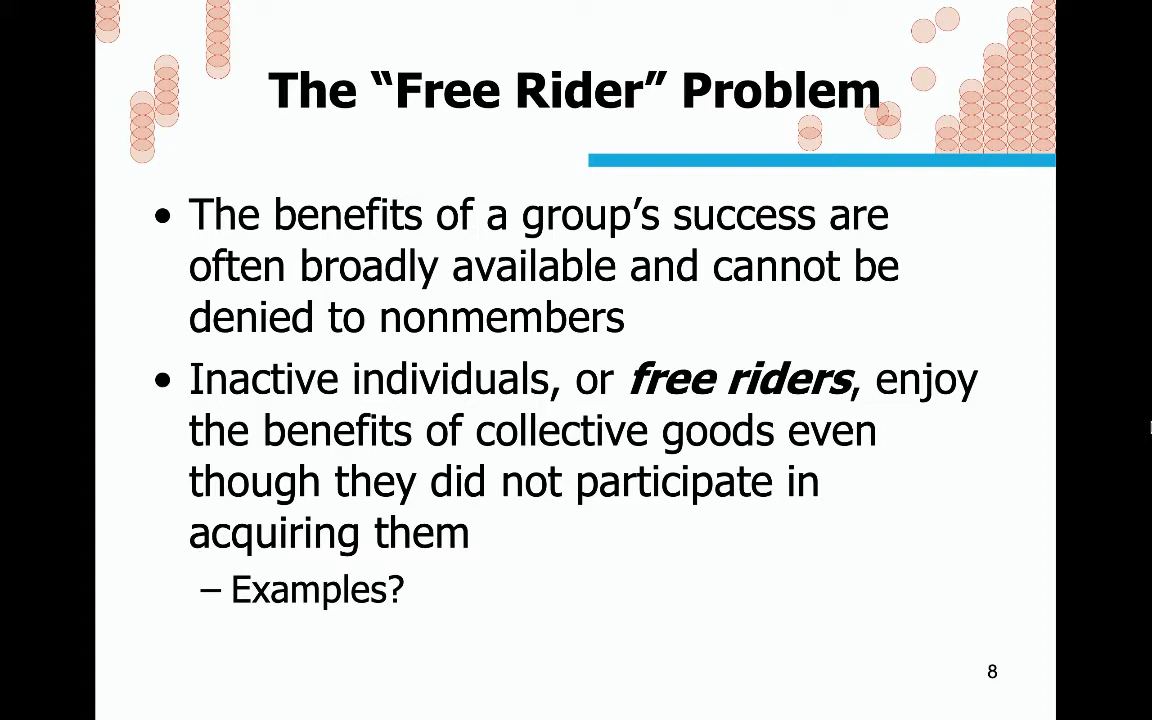 The “Free Rider” Problem
• The benefits of a group’s success are
often broadly available and cannot be
denied to nonmembers
• Inactive individuals, or free riders, enjoy
the benefits of collective goods even
though they did not participate in
acquiring them
– Examples?
8